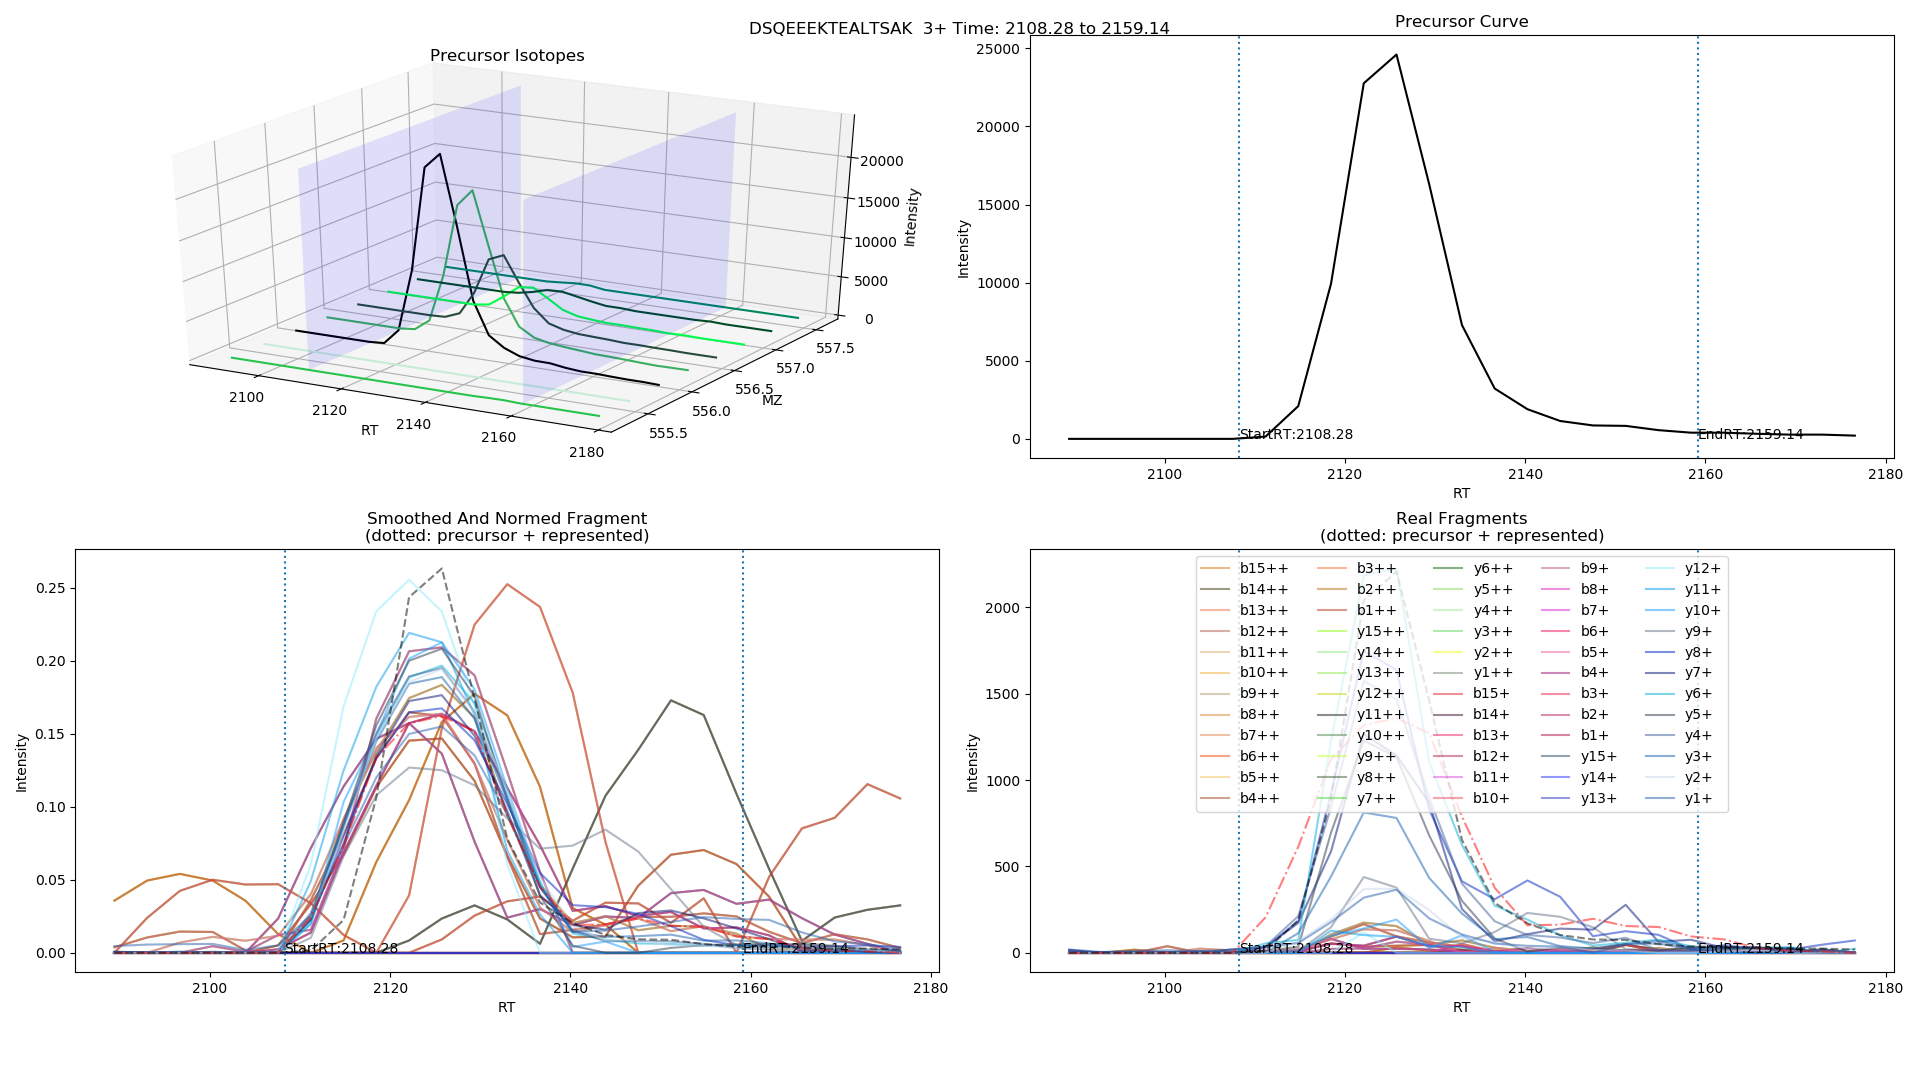 DSQEEEKTEALTSAK  3+ Time: 2108.28 to 2159.14
Precursor Isotopes
20000
15000
10000
5000
0
Intensity
2100
2120
2140
2160
2180
RT
555.5
556.0
556.5
557.0
557.5
MZ
Precursor Curve
25000
20000
15000
10000
5000
0
Intensity
StartRT:2108.28
EndRT:2159.14
2100
2120
2140
2160
2180
RT
Smoothed And Normed Fragment
(dotted: precursor + represented)
0.25
0.20
0.15
0.10
0.05
0.00
Intensity
StartRT:2108.28
EndRT:2159.14
2100
2120
2140
2160
2180
RT
Real Fragments
(dotted: precursor + represented)
2000
1500
1000
500
0
Intensity
b15++
b14++
b13++
b12++
b11++
b10++
b9++
b8++
b7++
b6++
b5++
b4++
b3++
b2++
b1++
y15++
y14++
y13++
y12++
y11++
y10++
y9++
y8++
y7++
y6++
y5++
y4++
y3++
y2++
y1++
b15+
b14+
b13+
b12+
b11+
b10+
b9+
b8+
b7+
b6+
b5+
b4+
b3+
b2+
b1+
y15+
y14+
y13+
y12+
y11+
y10+
y9+
y8+
y7+
y6+
y5+
y4+
y3+
y2+
y1+
StartRT:2108.28
EndRT:2159.14
2100
2120
2140
2160
2180
RT